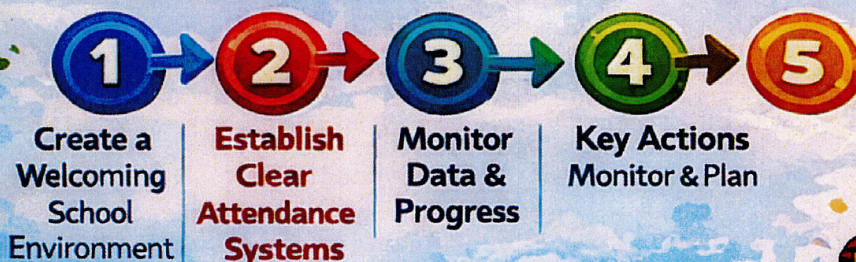 1 2 3 4 5
Create a
Welcoming
School
Environment
Establish
Clear
Attendance
Systems
Monitor
Data &
Progress
Key Actions
Monitor & Plan